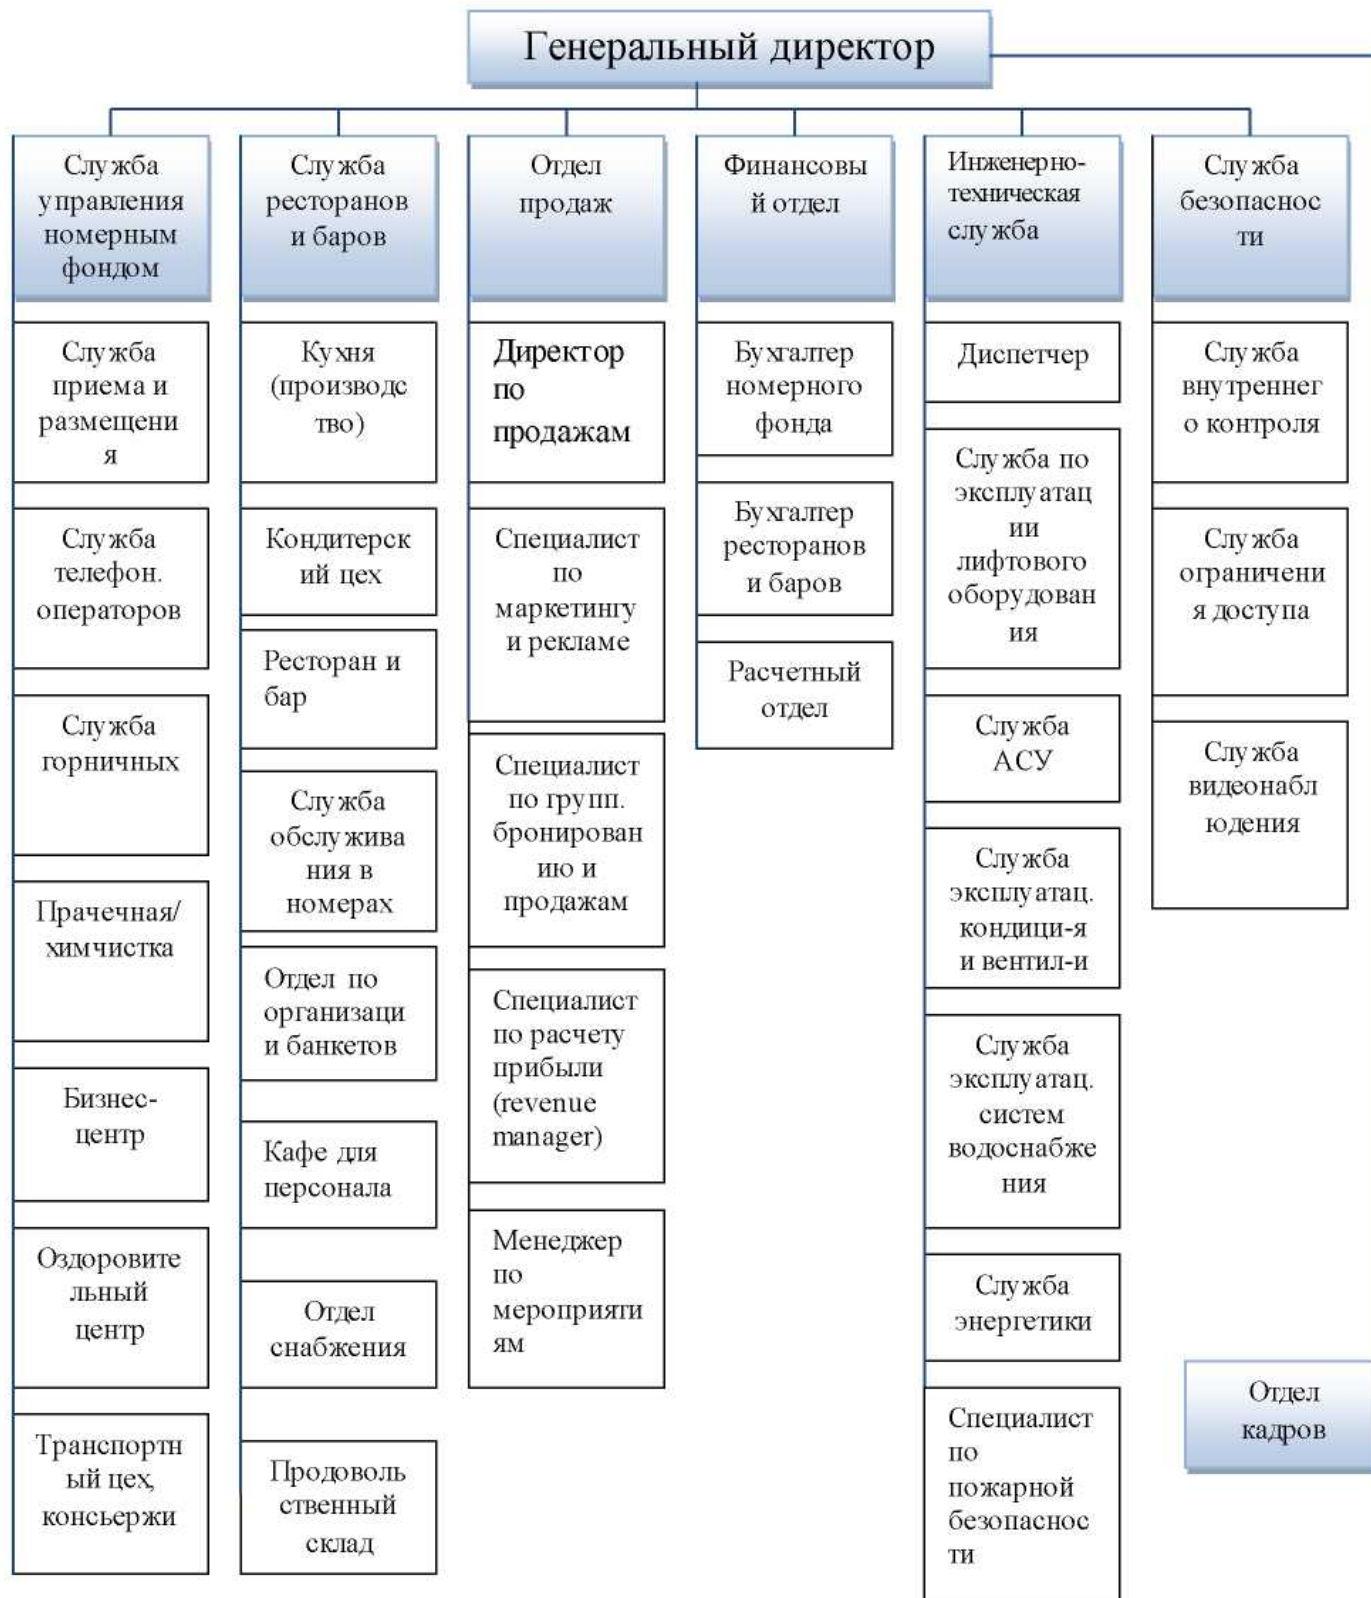 Генеральный директор
Служба
управления
номерным
фондом
Служба
ресторанов
и баров
Отдел
продаж
Финансовы
й отдел
Инженерно-
техническая
служба
Служба
безопаснос
ти
Служба
приема и
размещени
я
Служба
телефон.
операторов
Служба
горничных
Прачечная/
химчистка
Бизнес-
центр
Оздоровите
льный
центр
Транспортн
ый цех,
консьержи
Кухня
(производс
тво)
Кондитерск
ий цех
Ресторан и
бар
Служба
обслужива
ния в
номерах
Отдел по
организаци
и банкетов
Кафе для
персонала
Отдел
снабжения
Продоволь
ственный
склад
Директор
по
продажам
Специалист
по
маркетингу
и рекламе
Специалист
по групп.
бронирован
ию и
продажам
Специалист
по расчету
прибыли
(revenue
manager)
Менеджер
по
мероприяти
ям
Бухгалтер
номерного
фонда
Бухгалтер
ресторанов
и баров
Расчетный
отдел
Диспетчер
Служба по
эксплуатац
ии
лифтового
оборудован
ия
Служба
АСУ
Служба
эксплуатац.
кондици-я
и вентил-и
Служба
эксплуатац.
систем
водоснабже
ния
Служба
энергетики
Специалист
по
пожарной
безопаснос
ти
Служба
внутреннег
о контроля
Служба
ограничени
я доступа
Служба
видеонабл
юдения
Отдел
кадров